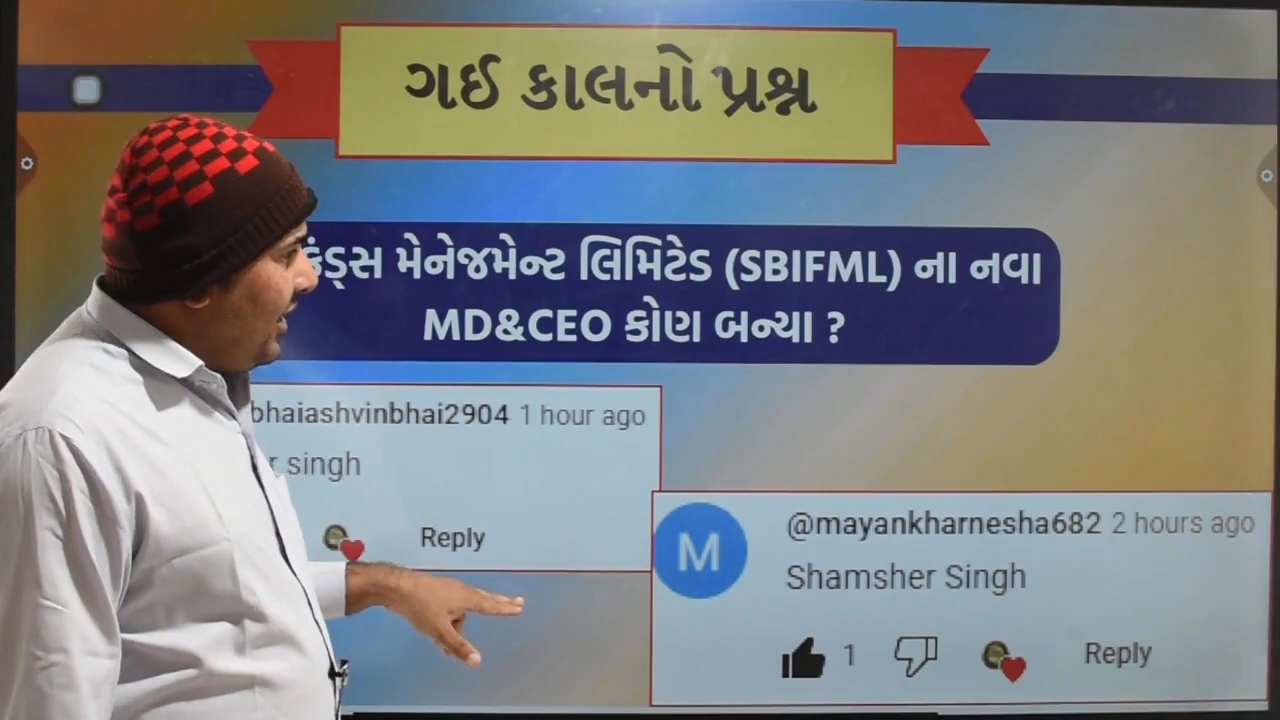 ગઈ કાલનો પ્રશ્ન
મેનેજમેન્ટ લિમિટેડ (SBIFML) ના નવા
MD&CEO કોણ બન્યા ?
bhaiashvinbhai2904 1 hour ago
r singh
Reply
M
@mayankharnesha682 2 hours ago
Shamsher Singh
1
Reply